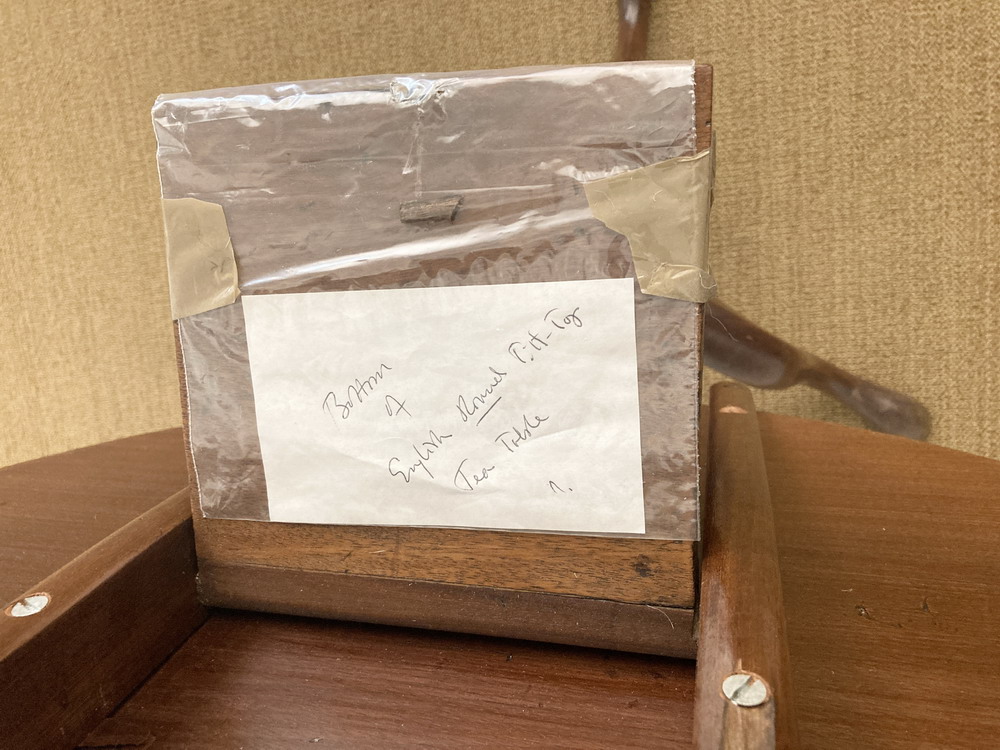 Bottom
of
English Round Tilt-Top
Tea Table